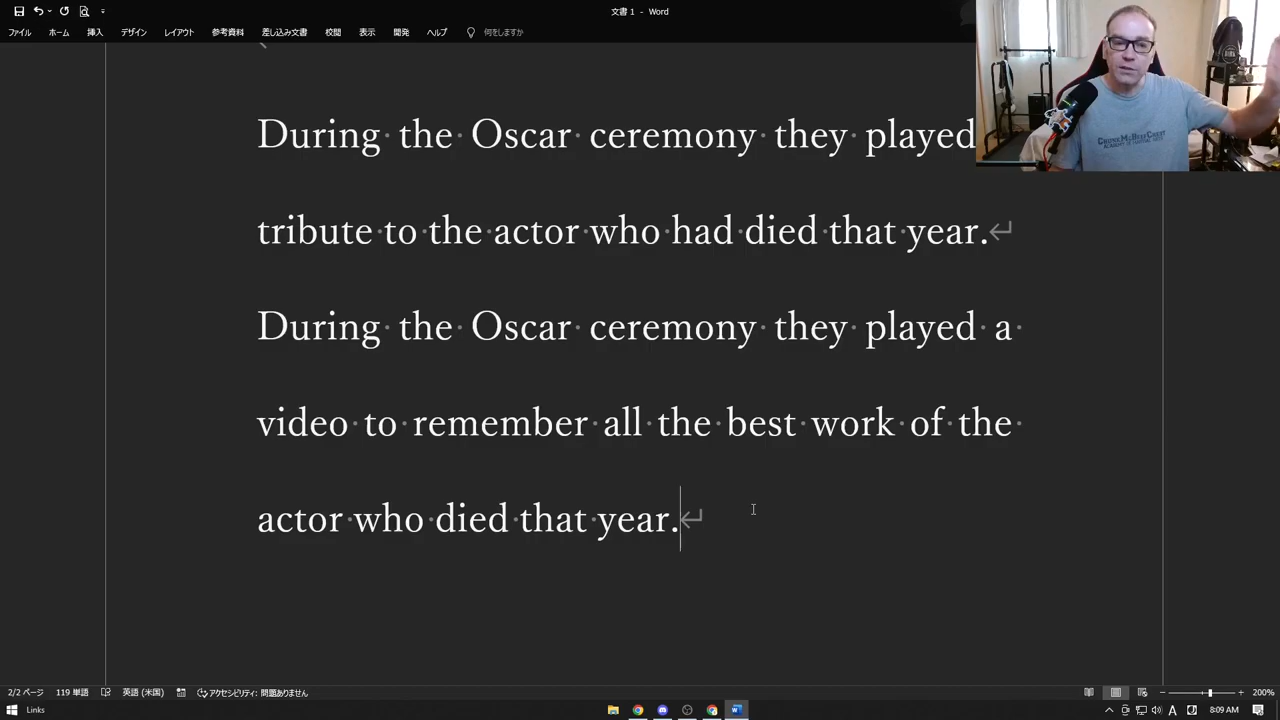 文書 1 - Word
ファイル ホーム 挿入 デザイン レイアウト 参考資料 差し込み文書 校閲 表示 開発 ヘルプ 何をしますか
During the Oscar ceremony they played
tribute to the actor who had died that year.
During the Oscar ceremony they played a
video to remember all the best work of the
actor who died that year.
2/2 ページ 119 単語 英語 (米国) アクセシビリティ: 問題ありません 200%
Links A 8:09 AM